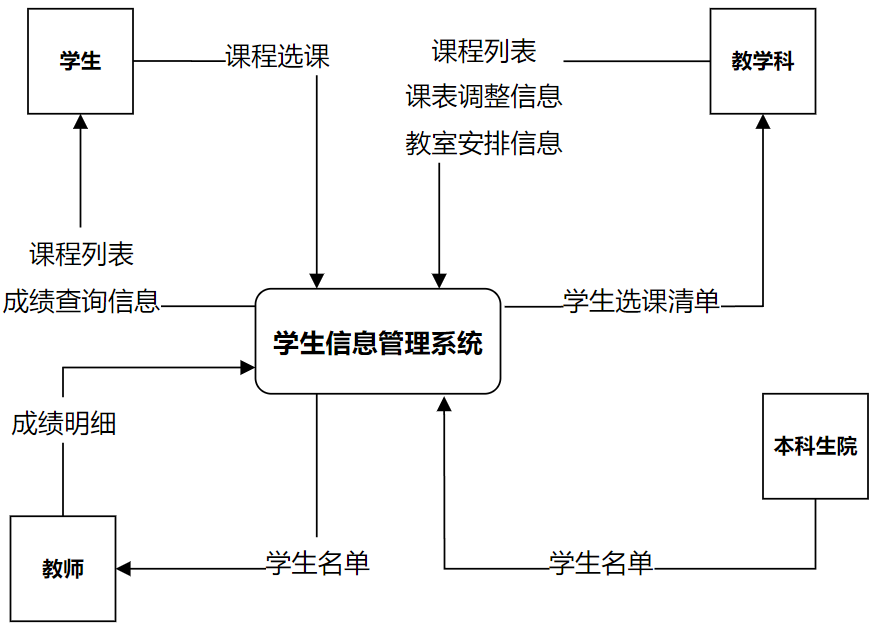 学生
课程选课
课程列表
课表调整信息
教室安排信息
教学科
课程列表
成绩查询信息
学生选课清单
学生信息管理系统
成绩明细
本科生院
教师
学生名单
学生名单